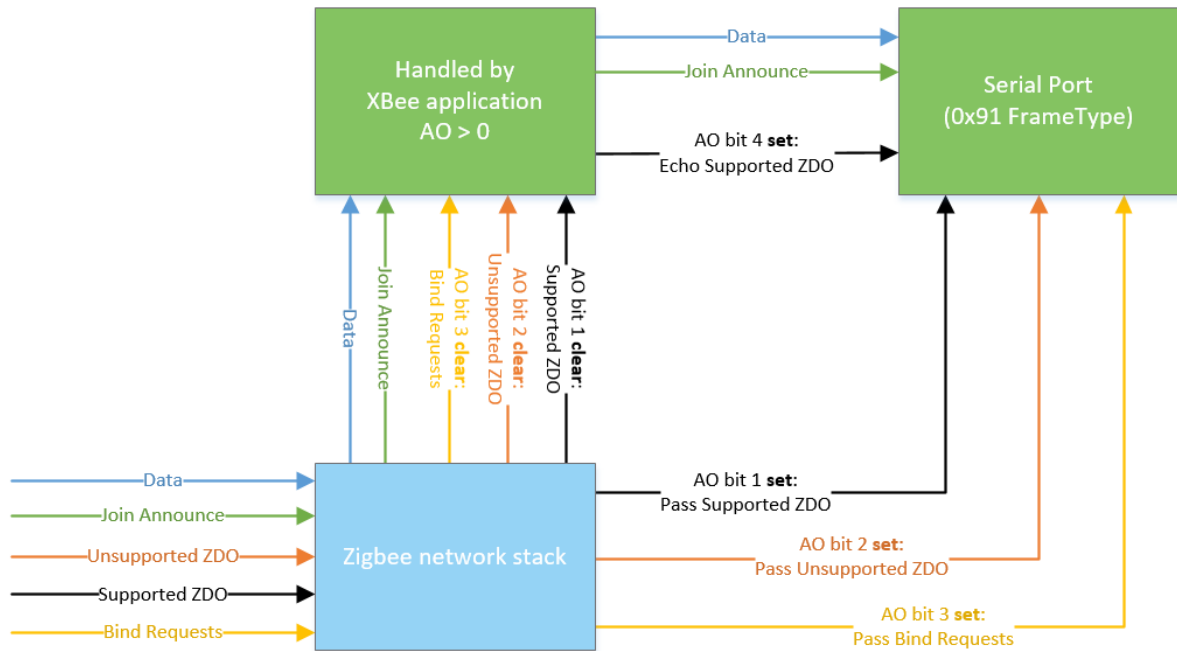 Handled by
XBee application
AO > 0
Data
Join Announce
AO bit 4 set:
Echo Supported ZDO
Serial Port
(0x91 FrameType)
Data
Join Announce
AO bit 3 clear:
Bind Requests
AO bit 2 clear:
Unsupported ZDO
AO bit 1 clear:
Supported ZDO
Data
Join Announce
Unsupported ZDO
Supported ZDO
Bind Requests
Zigbee network stack
AO bit 1 set:
Pass Supported ZDO
AO bit 2 set:
Pass Unsupported ZDO
AO bit 3 set:
Pass Bind Requests